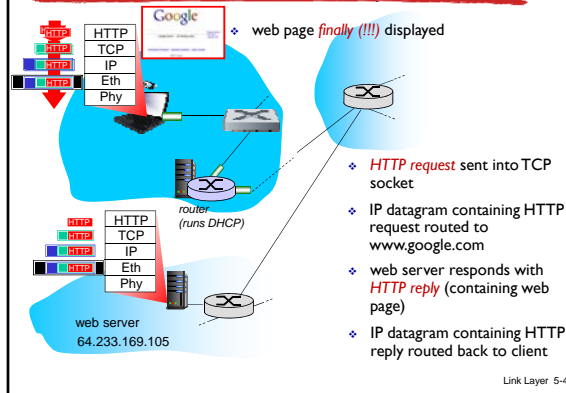 Google
❖ web page finally (!!!) displayed
HTTP
HTTP
HTTP
HTTP
HTTP
TCP
IP
Eth
Phy
router
(runs DHCP)
HTTP
HTTP
HTTP
HTTP
HTTP
TCP
IP
Eth
Phy
web server
64.233.169.105
❖ HTTP request sent into TCP
socket
❖ IP datagram containing HTTP
request routed to
www.google.com
❖ web server responds with
HTTP reply (containing web
page)
❖ IP datagram containing HTTP
reply routed back to client
Link Layer 5-4